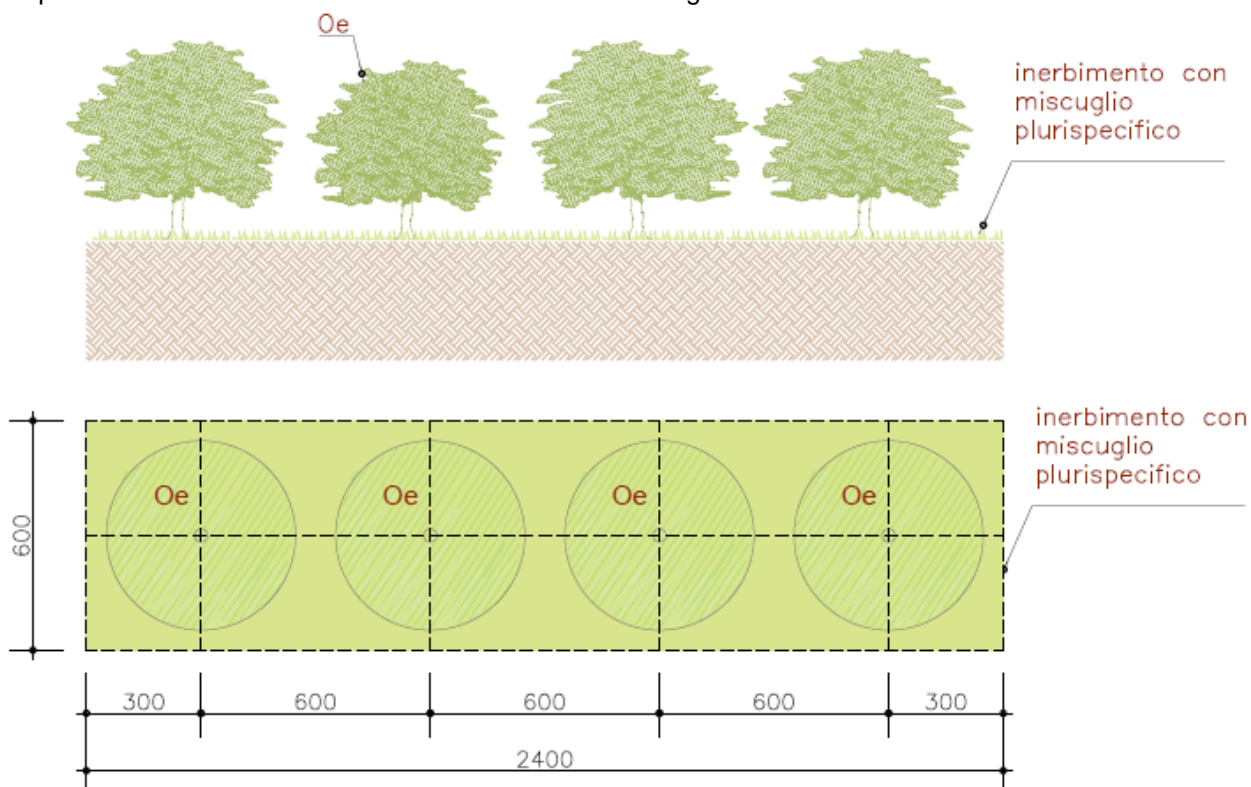 Oe
inerbimento con
miscuglio
plurispecifico
inerbimento con
miscuglio
plurispecifico
Oe Oe Oe Oe
600
300 600 600 600 300
2400